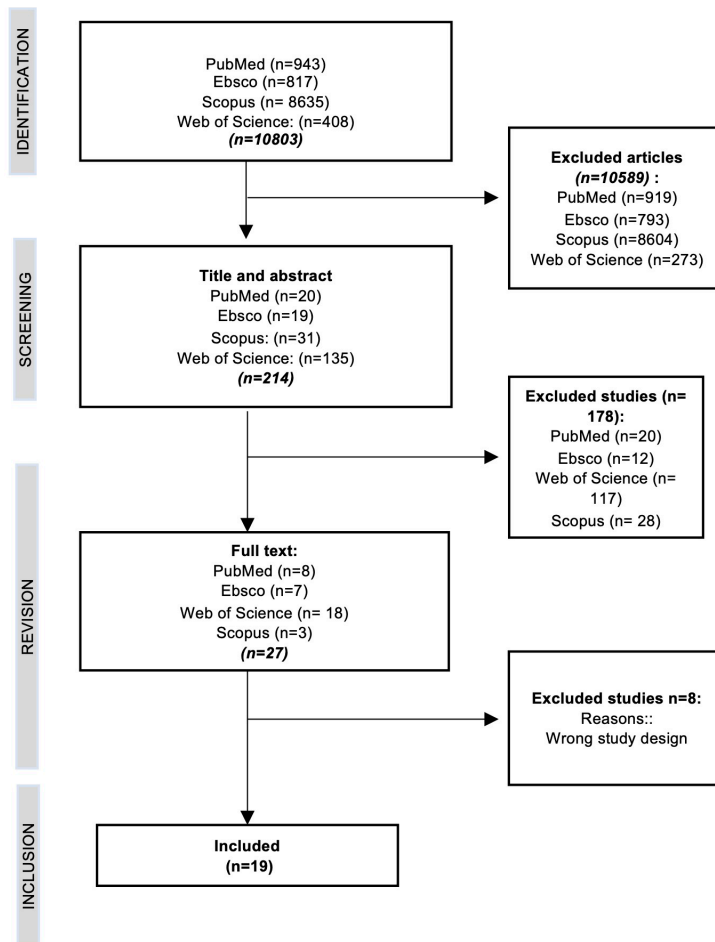 IDENTIFICATION
PubMed (n=943)
Ebsco (n=817)
Scopus (n= 8635)
Web of Science: (n=408)
(n=10803)
Excluded articles
(n=10589) :
PubMed (n=919)
Ebsco (n=793)
Scopus (n=8604)
Web of Science (n=273)
SCREENING
Title and abstract
PubMed (n=20)
Ebsco (n=19)
Scopus: (n=31)
Web of Science: (n=135)
(n=214)
Excluded studies (n=
178):
PubMed (n=20)
Ebsco (n=12)
Web of Science (n=
117)
Scopus (n= 28)
REVISION
Full text:
PubMed (n=8)
Ebsco (n=7)
Web of Science (n= 18)
Scopus (n=3)
(n=27)
Excluded studies n=8:
Reasons::
Wrong study design
INCLUSION
Included
(n=19)